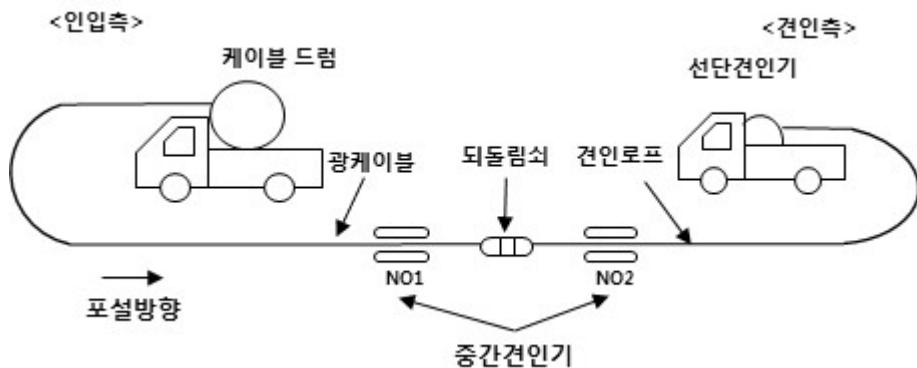 <인입측>
<견인측>
케이블 드럼
선단견인기
광케이블
되돌림쇠
견인로프
NO1
NO2
포설방향
중간견인기